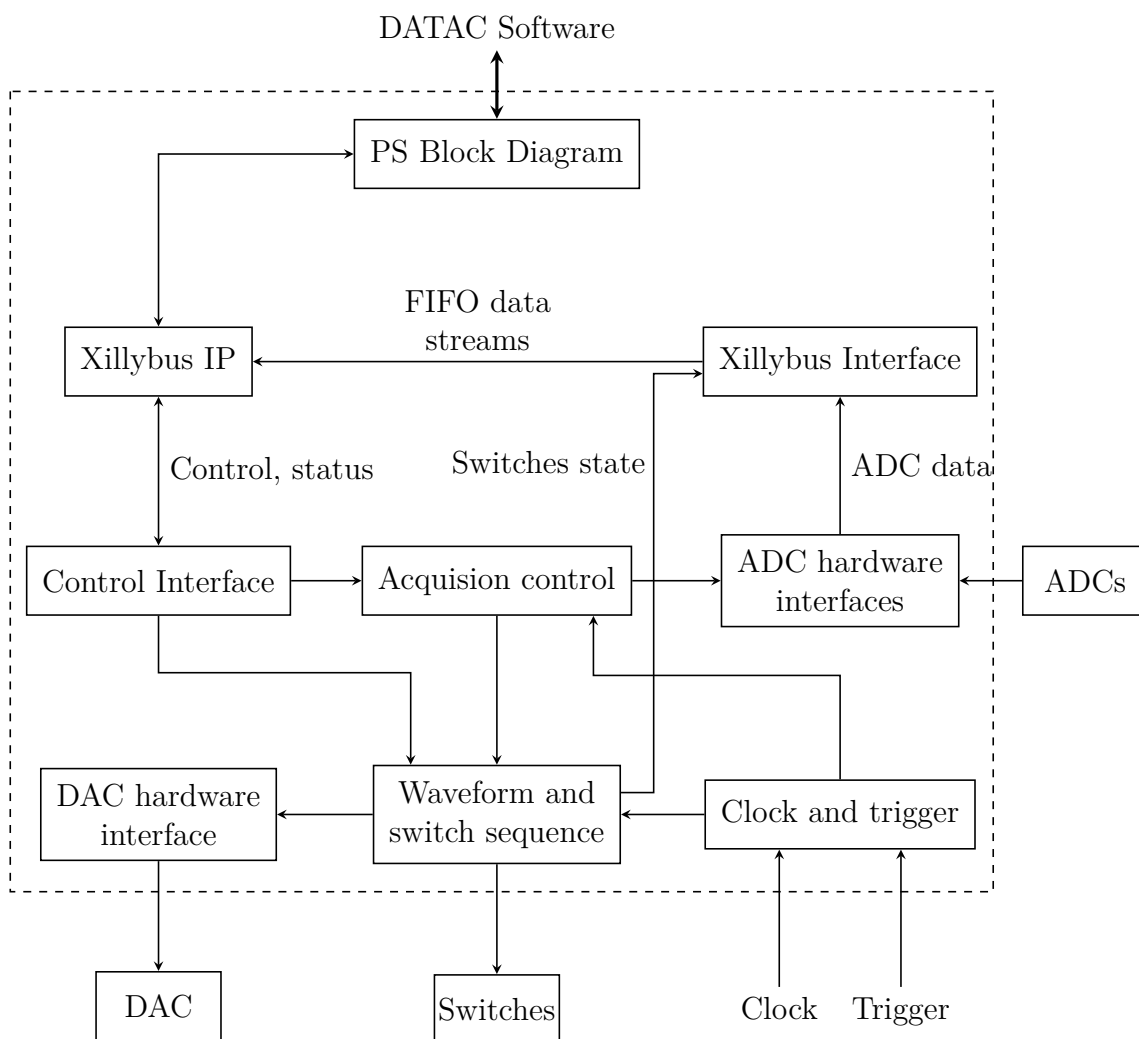 DATAC Software
PS Block Diagram
FIFO data
streams
Xillybus IP
Xillybus Interface
Control, status
Switches state
ADC data
Control Interface
Acquision control
ADC hardware
interfaces
ADCs
DAC hardware
interface
Waveform and
switch sequence
Clock and trigger
DAC
Switches
Clock
Trigger